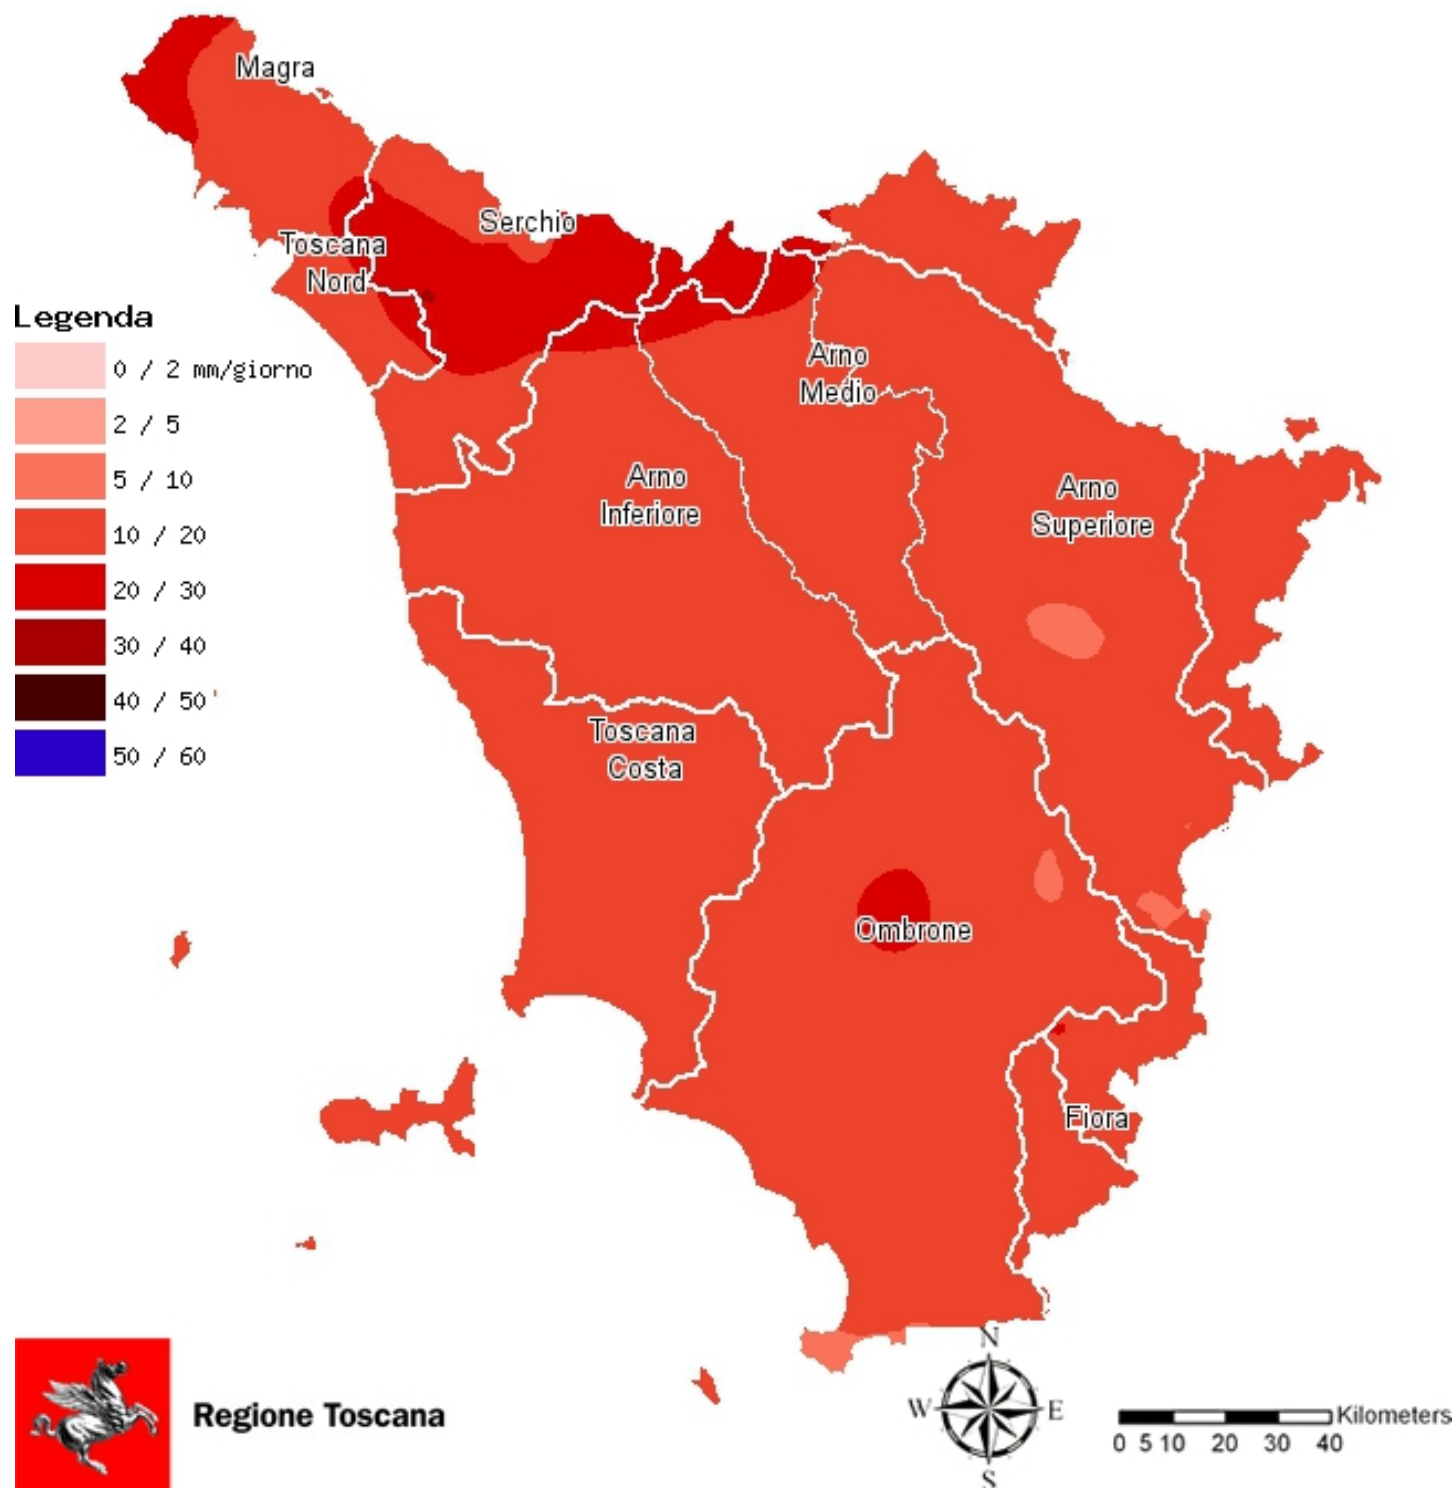 Magra
Serchio
Toscana
Nord
Legenda
0 / 2 mm/giorno
2 / 5
5 / 10
10 / 20
20 / 30
30 / 40
40 / 50
50 / 60
Arno
Medio
Arno
Inferiore
Arno
Superiore
Toscana
Costa
Ombrone
Fiora
Regione Toscana
N
W E
S
Kilometers
0 5 10 20 30 40